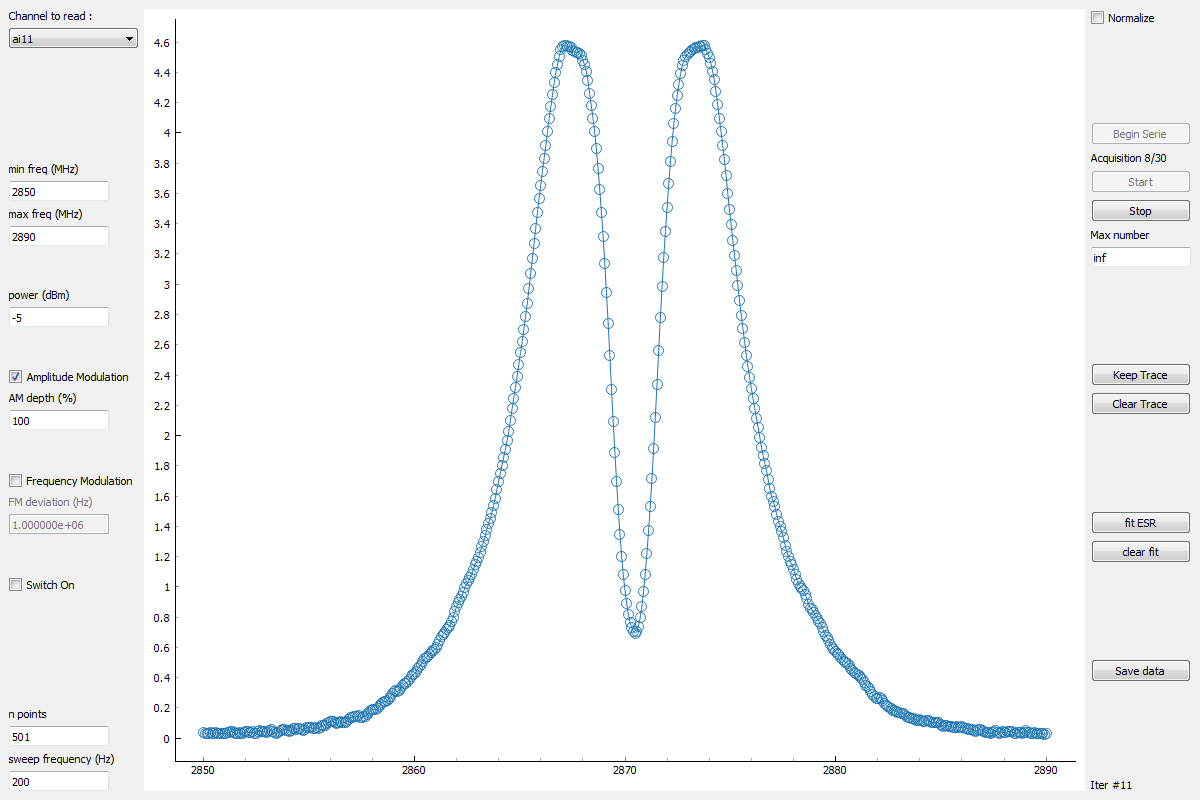 Channel to read :
ai11
min freq (MHz)
2850
max freq (MHz)
2890
power (dBm)
-5
Amplitude Modulation
AM depth (%)
100
Frequency Modulation
FM deviation (Hz)
1.000000e+06
Switch On
n points
501
sweep frequency (Hz)
200
4.6
4.4
4.2
4
3.8
3.6
3.4
3.2
3
2.8
2.6
2.4
2.2
2
1.8
1.6
1.4
1.2
1
0.8
0.6
0.4
0.2
0
2850 2860 2870 2880 2890
Normalize
Begin Serie
Acquisition 8/30
Start
Stop
Max number
inf
Keep Trace
Clear Trace
fit ESR
clear fit
Save data
Iter #11